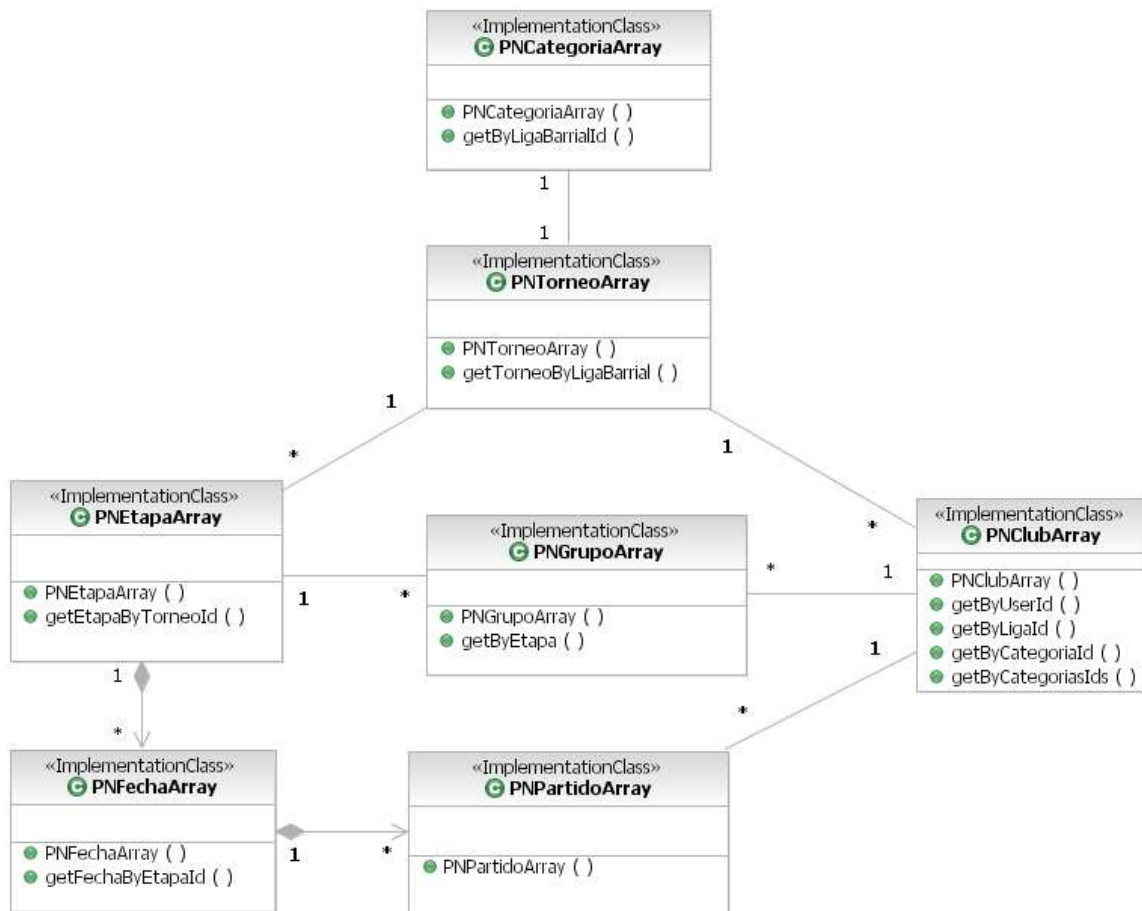 «ImplementationClass»
PNCategoriaArray
PNCategoriaArray ( )
getByLigaBarrialId ( )
1
1
«ImplementationClass»
PNTorneoArray
PNTorneoArray ( )
getTorneoByLigaBarrial ( )
1
*
1
*
«ImplementationClass»
PNEtapaArray
PNEtapaArray ( )
getEtapaByTorneoId ( )
1
*
«ImplementationClass»
PNGrupoArray
PNGrupoArray ( )
getByEtapa ( )
*
1
«ImplementationClass»
PNClubArray
PNClubArray ( )
getByUserId ( )
getByLigaId ( )
getByCategoriaId ( )
getByCategoriasIds ( )
1
*
1
*
«ImplementationClass»
PNFechaArray
PNFechaArray ( )
getFechaByEtapaId ( )
1
*
«ImplementationClass»
PNPartidoArray
PNPartidoArray ( )